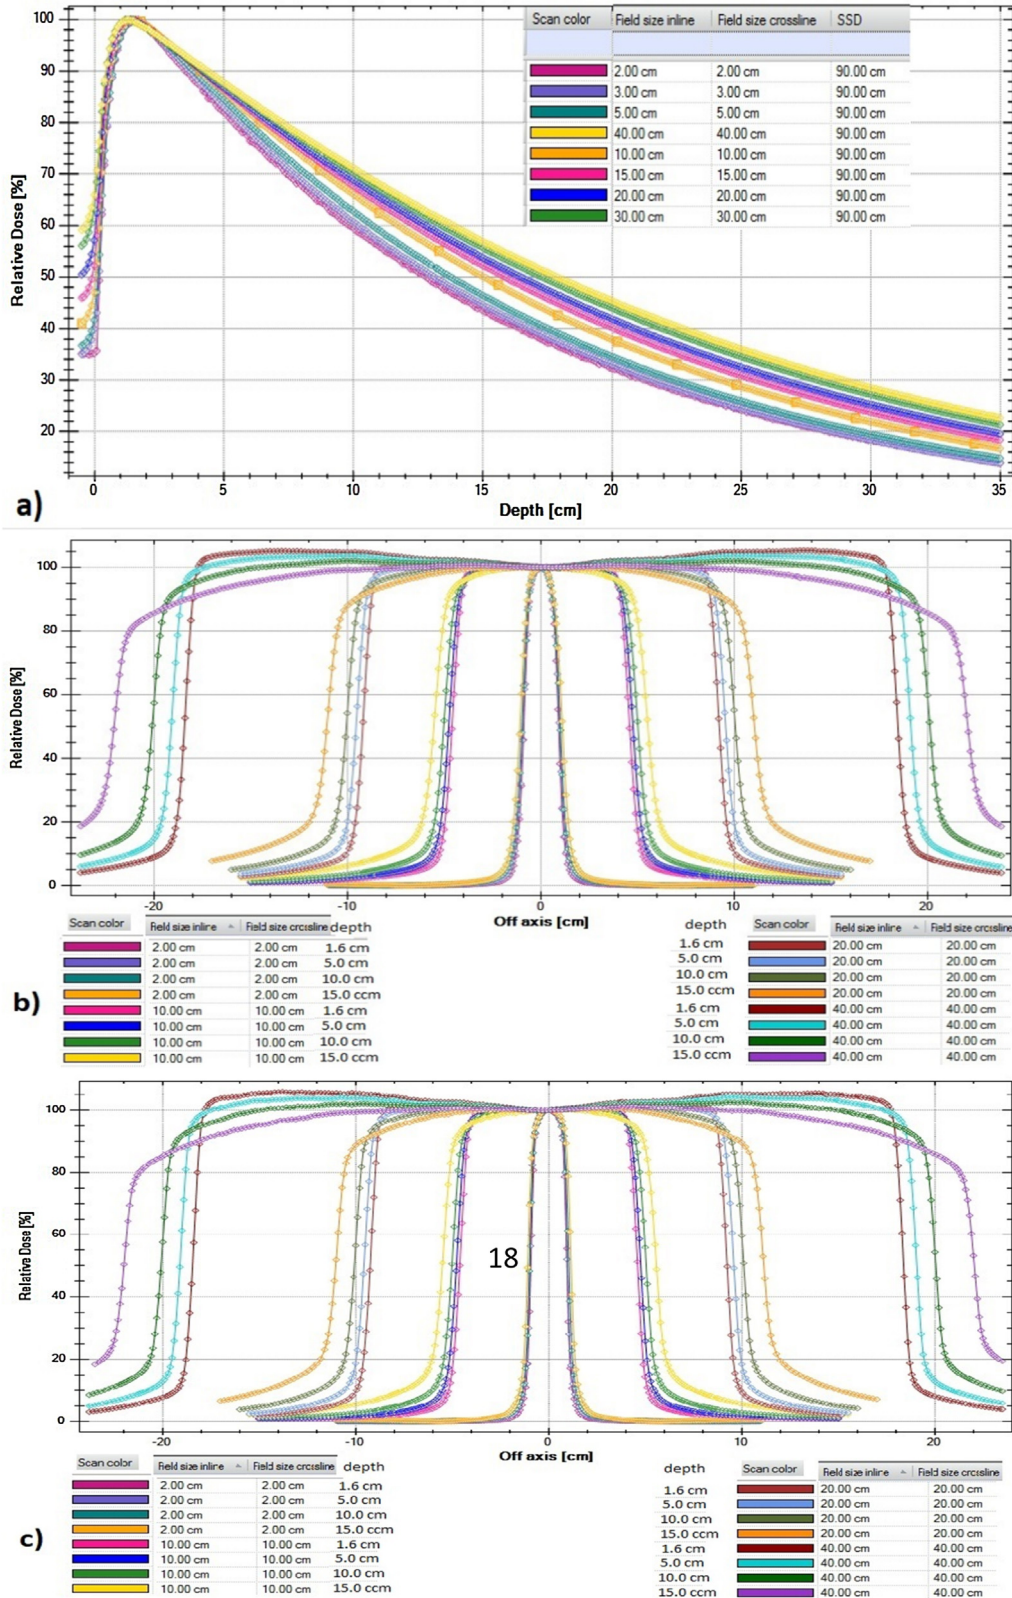 Scan color Field size inline Field size crossline SSD
2.00 cm 2.00 cm 90.00 cm
3.00 cm 3.00 cm 90.00 cm
5.00 cm 5.00 cm 90.00 cm
40.00 cm 40.00 cm 90.00 cm
10.00 cm 10.00 cm 90.00 cm
15.00 cm 15.00 cm 90.00 cm
20.00 cm 20.00 cm 90.00 cm
30.00 cm 30.00 cm 90.00 cm
Relative Dose [%]
100
90
80
70
60
50
40
30
20
0 5 10 15 20 25 30 35
Depth [cm]
a)
Relative Dose [%]
100
80
60
40
20
0
-20 -10 0 10 20
Off axis [cm]
Scan color Field size inline Field size crossline depth
2.00 cm 2.00 cm 1.6 cm
2.00 cm 2.00 cm 5.0 cm
2.00 cm 2.00 cm 10.0 cm
2.00 cm 2.00 cm 15.0 ccm
10.00 cm 10.00 cm 1.6 cm
10.00 cm 10.00 cm 5.0 cm
10.00 cm 10.00 cm 10.0 cm
10.00 cm 10.00 cm 15.0 ccm
b)
depth Scan color Field size inline Field size crossline
1.6 cm 20.00 cm 20.00 cm
5.0 cm 20.00 cm 20.00 cm
10.0 cm 20.00 cm 20.00 cm
15.0 ccm 20.00 cm 20.00 cm
1.6 cm 40.00 cm 40.00 cm
5.0 cm 40.00 cm 40.00 cm
10.0 cm 40.00 cm 40.00 cm
15.0 ccm 40.00 cm 40.00 cm
Relative Dose [%]
100
80
60
40
20
0
18
-20 -10 0 10 20
Off axis [cm]
Scan color Field size inline Field size crossline depth
2.00 cm 2.00 cm 1.6 cm
2.00 cm 2.00 cm 5.0 cm
2.00 cm 2.00 cm 10.0 cm
2.00 cm 2.00 cm 15.0 ccm
10.00 cm 10.00 cm 1.6 cm
10.00 cm 10.00 cm 5.0 cm
10.00 cm 10.00 cm 10.0 cm
10.00 cm 10.00 cm 15.0 ccm
c)
depth Scan color Field size inline Field size crossline
1.6 cm 20.00 cm 20.00 cm
5.0 cm 20.00 cm 20.00 cm
10.0 cm 20.00 cm 20.00 cm
15.0 ccm 20.00 cm 20.00 cm
1.6 cm 40.00 cm 40.00 cm
5.0 cm 40.00 cm 40.00 cm
10.0 cm 40.00 cm 40.00 cm
15.0 cm 40.00 cm 40.00 cm